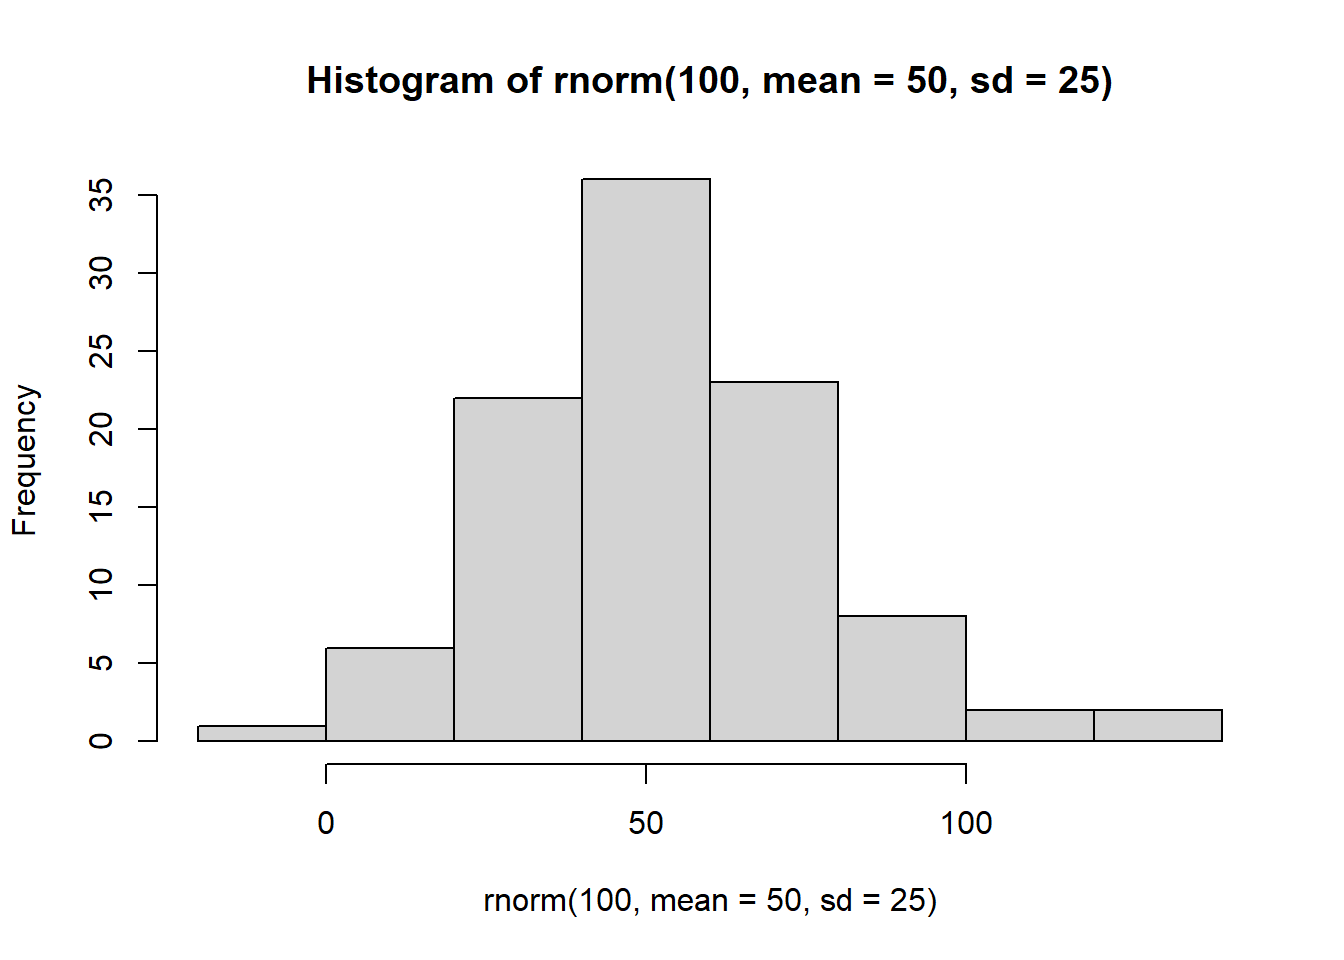 Histogram of rnorm(100, mean = 50, sd = 25)
Frequency
35
30
25
20
15
10
5
0
0 50 100
rnorm(100, mean = 50, sd = 25)